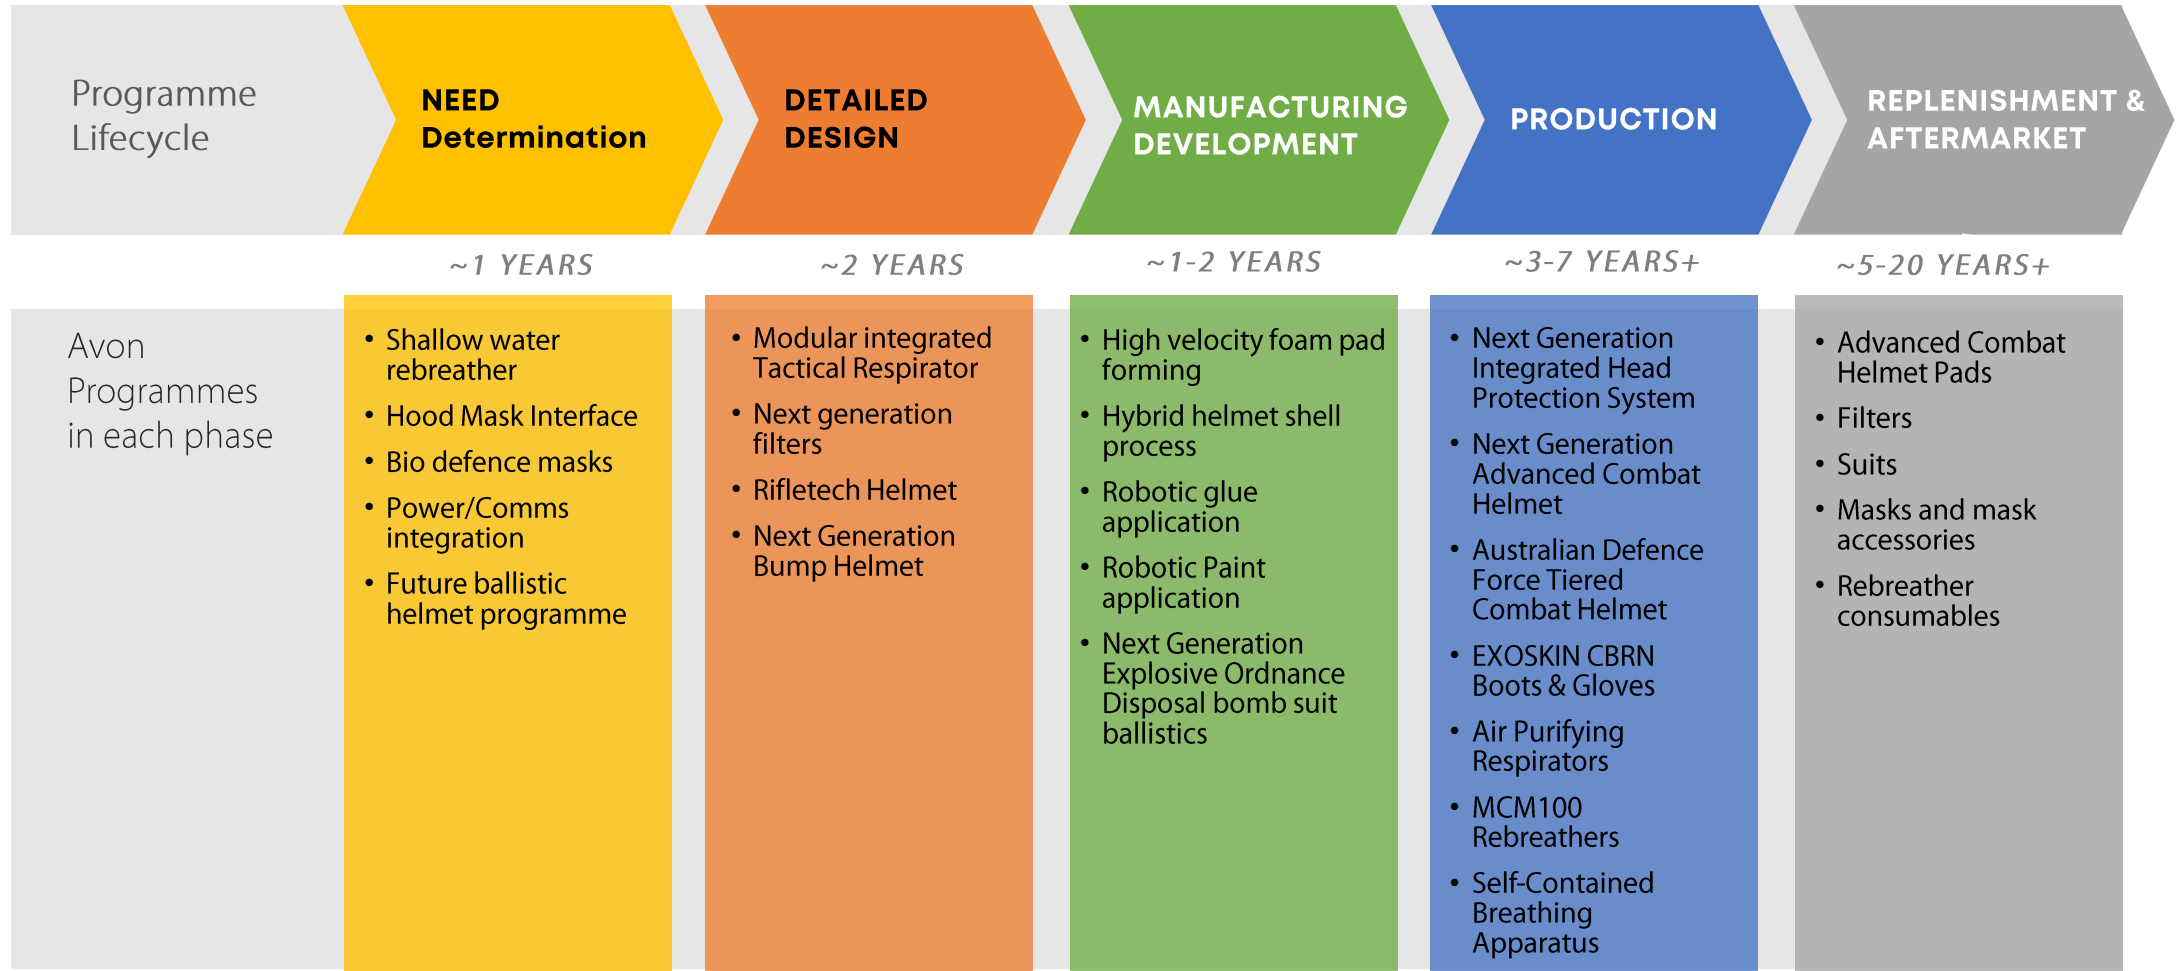 Programme
Lifecycle
NEED
Determination
DETAILED
DESIGN
MANUFACTURING
DEVELOPMENT
PRODUCTION
REPLENISHMENT &
AFTERMARKET
~1 YEARS
~2 YEARS
~1-2 YEARS
~3-7 YEARS+
~5-20 YEARS+
Avon
Programmes
in each phase
• Shallow water
rebreather
• Hood Mask Interface
• Bio defence masks
• Power/Comms
integration
• Future ballistic
helmet programme
• Modular integrated
Tactical Respirator
• Next generation
filters
• Rifletech Helmet
• Next Generation
Bump Helmet
• High velocity foam pad
forming
• Hybrid helmet shell
process
• Robotic glue
application
• Robotic Paint
application
• Next Generation
Explosive Ordnance
Disposal bomb suit
ballistics
• Next Generation
Integrated Head
Protection System
• Next Generation
Advanced Combat
Helmet
• Australian Defence
Force Tiered
Combat Helmet
• EXOSKIN CBRN
Boots & Gloves
• Air Purifying
Respirators
• MCM100
Rebreathers
• Self-Contained
Breathing
Apparatus
• Advanced Combat
Helmet Pads
• Filters
• Suits
• Masks and mask
accessories
• Rebreather
consumables